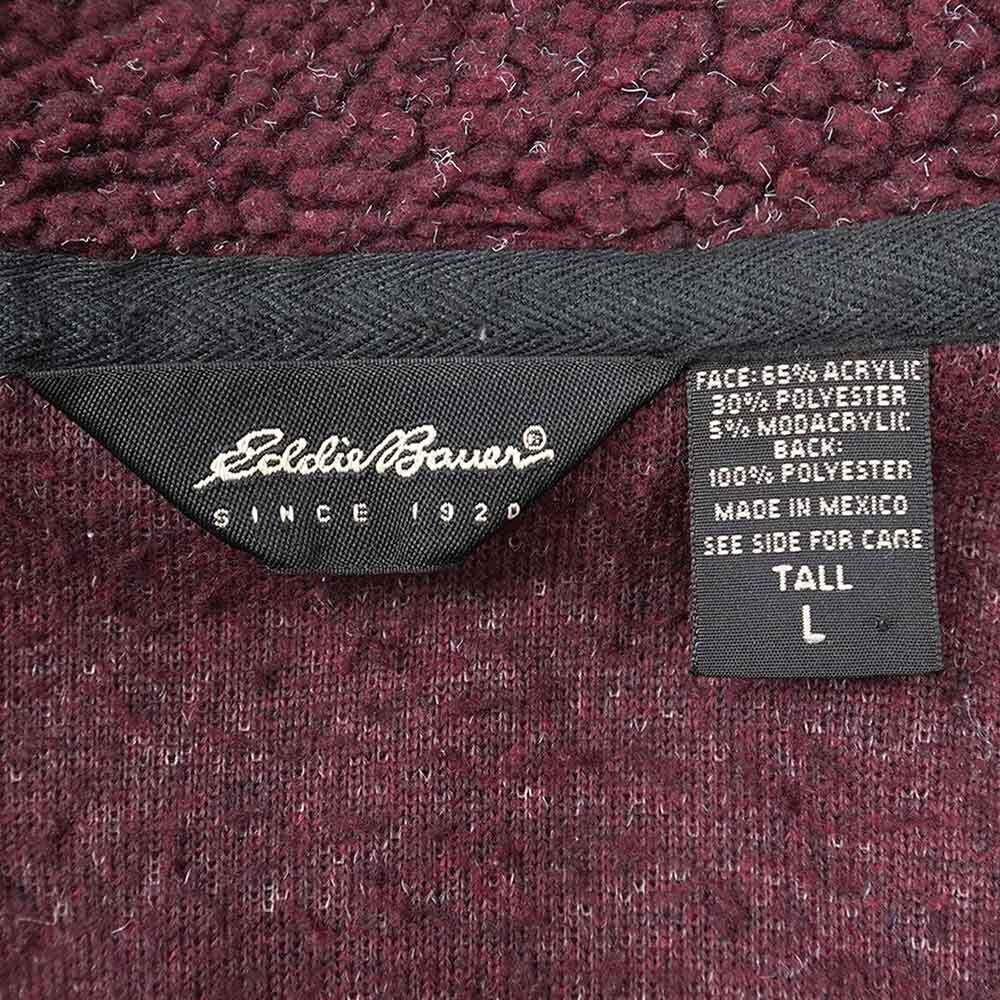 Eddie Bauer®
SINCE 1920
FACE: 65% ACRYLIC
30% POLYESTER
5% MODACRYLIC
BACK:
100% POLYESTER
MADE IN MEXICO
SEE SIDE FOR CARE
TALL
L